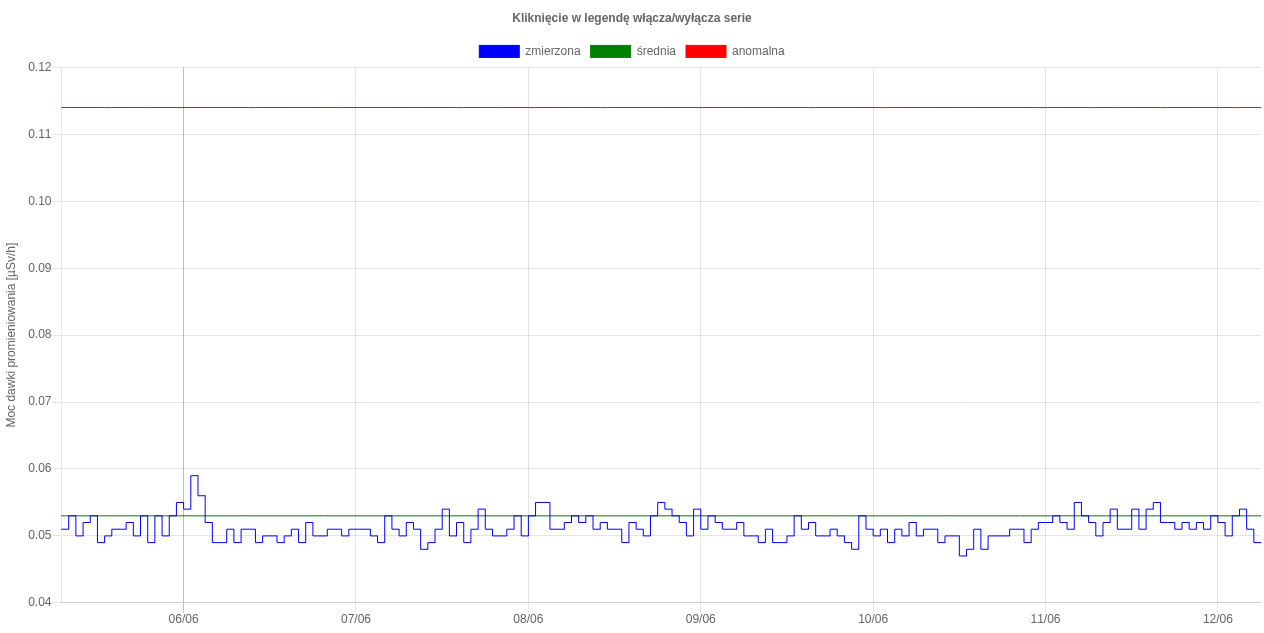 Kliknięcie w legendę włącza/wyłącza serie
zmierzona średnia anomalna
0.12
0.11
0.10
0.09
0.08
0.07
0.06
0.05
0.04
Moc dawki promieniowania [µSv/h]
06/06 07/06 08/06 09/06 10/06 11/06 12/06